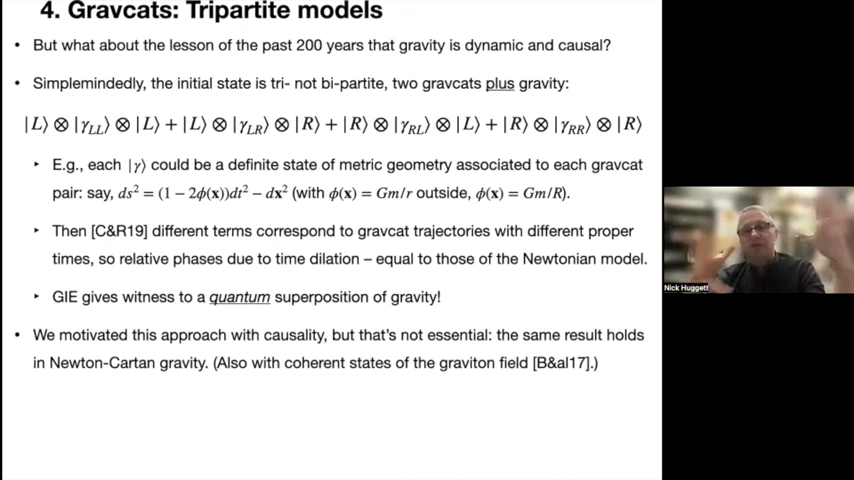 4. Gravcats: Tripartite models
• But what about the lesson of the past 200 years that gravity is dynamic and causal?
• Simplemindedly, the initial state is tri- not bi-partite, two gravcats plus gravity:
|L⟩ ⊗ |γ_LL⟩ ⊗ |L⟩ + |L⟩ ⊗ |γ_LR⟩ ⊗ |R⟩ + |R⟩ ⊗ |γ_RL⟩ ⊗ |L⟩ + |R⟩ ⊗ |γ_RR⟩ ⊗ |R⟩
‣ E.g., each |γ⟩ could be a definite state of metric geometry associated to each gravcat
pair: say, ds² = (1 − 2ϕ(x))dt² − dx² (with ϕ(x) = Gm/r outside, ϕ(x) = Gm/R).
‣ Then [C&R19] different terms correspond to gravcat trajectories with different proper
times, so relative phases due to time dilation – equal to those of the Newtonian model.
‣ GIE gives witness to a quantum superposition of gravity!
• We motivated this approach with causality, but that's not essential: the same result holds
in Newton-Cartan gravity. (Also with coherent states of the graviton field [B&al17].)
Nick Huggett